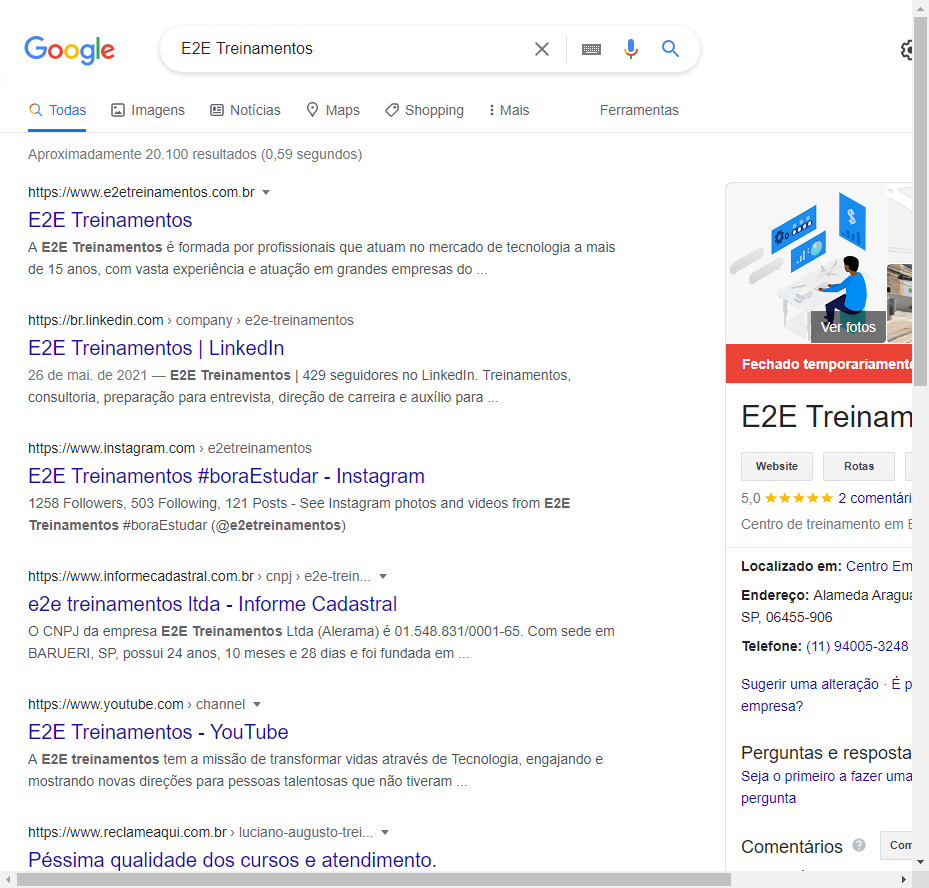 Google
E2E Treinamentos
Todas
Imagens
Notícias
Maps
Shopping
Mais
Ferramentas
Aproximadamente 20.100 resultados (0,59 segundos)
https://www.e2etreinamentos.com.br
E2E Treinamentos
A E2E Treinamentos é formada por profissionais que atuam no mercado de tecnologia a mais
de 15 anos, com vasta experiência e atuação em grandes empresas do ...
https://br.linkedin.com › company › e2e-treinamentos
E2E Treinamentos | LinkedIn
26 de mai. de 2021 — E2E Treinamentos | 429 seguidores no LinkedIn. Treinamentos,
consultoria, preparação para entrevista, direção de carreira e auxílio para ...
https://www.instagram.com › e2etreinamentos
E2E Treinamentos #boraEstudar - Instagram
1258 Followers, 503 Following, 121 Posts - See Instagram photos and videos from E2E
Treinamentos #boraEstudar (@e2etreinamentos)
https://www.informecadastral.com.br › cnpj › e2e-trein...
e2e treinamentos ltda - Informe Cadastral
O CNPJ da empresa E2E Treinamentos Ltda (Alerama) é 01.548.831/0001-65. Com sede em
BARUERI, SP, possui 24 anos, 10 meses e 28 dias e foi fundada em ...
https://www.youtube.com › channel
E2E Treinamentos - YouTube
A E2E treinamentos tem a missão de transformar vidas através de Tecnologia, engajando e
mostrando novas direções para pessoas talentosas que não tiveram ...
https://www.reclameaqui.com.br › luciano-augusto-trei...
Péssima qualidade dos cursos e atendimento.
Ver fotos
Fechado temporariamente
E2E Treinam
Website
Rotas
5,0 2 comentári
Centro de treinamento em
Localizado em: Centro Em
Endereço: Alameda Aragua
SP, 06455-906
Telefone: (11) 94005-3248
Sugerir uma alteração · É p
empresa?
Perguntas e resposta
Seja o primeiro a fazer uma
pergunta
Comentários
Com